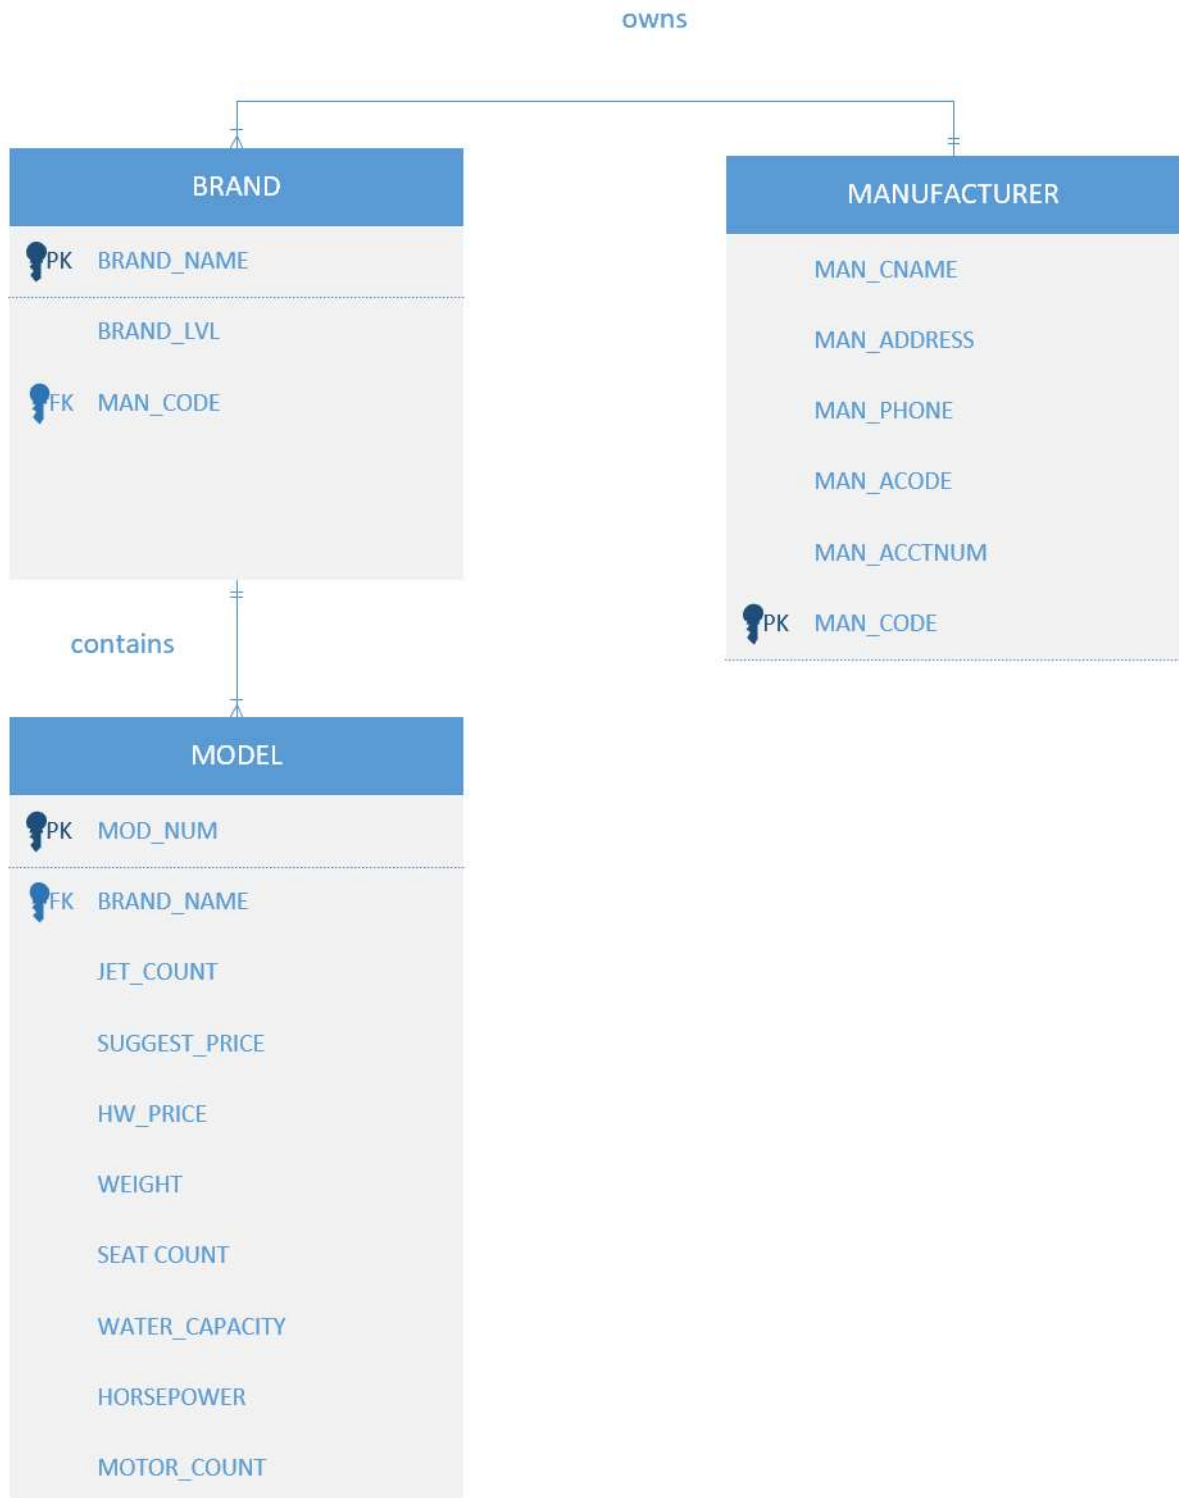 owns
BRAND
PK BRAND_NAME
BRAND_LVL
FK MAN_CODE
MANUFACTURER
MAN_CNAME
MAN_ADDRESS
MAN_PHONE
MAN_ACODE
MAN_ACCTNUM
PK MAN_CODE
contains
MODEL
PK MOD_NUM
FK BRAND_NAME
JET_COUNT
SUGGEST_PRICE
HW_PRICE
WEIGHT
SEAT COUNT
WATER_CAPACITY
HORSEPOWER
MOTOR_COUNT